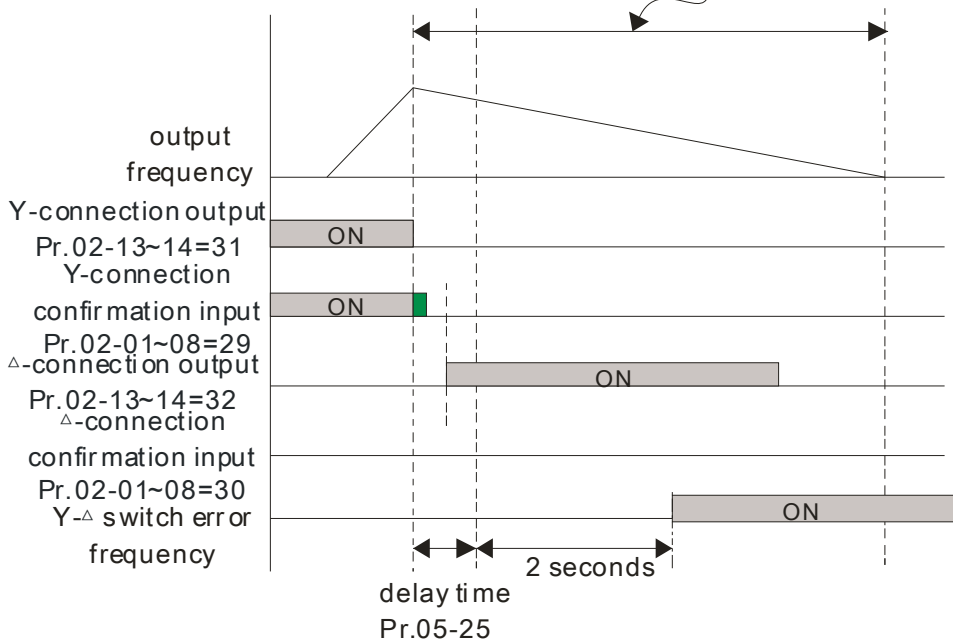 output
frequency
Y-connection output
ON
Pr.02-13~14=31
Y-connection
confirmation input
ON
Pr.02-01~08=29
△-connection output
ON
Pr.02-13~14=32
△-connection
confirmation input
Pr.02-01~08=30
Y-△ switch error
ON
frequency
2 seconds
delay time
Pr.05-25